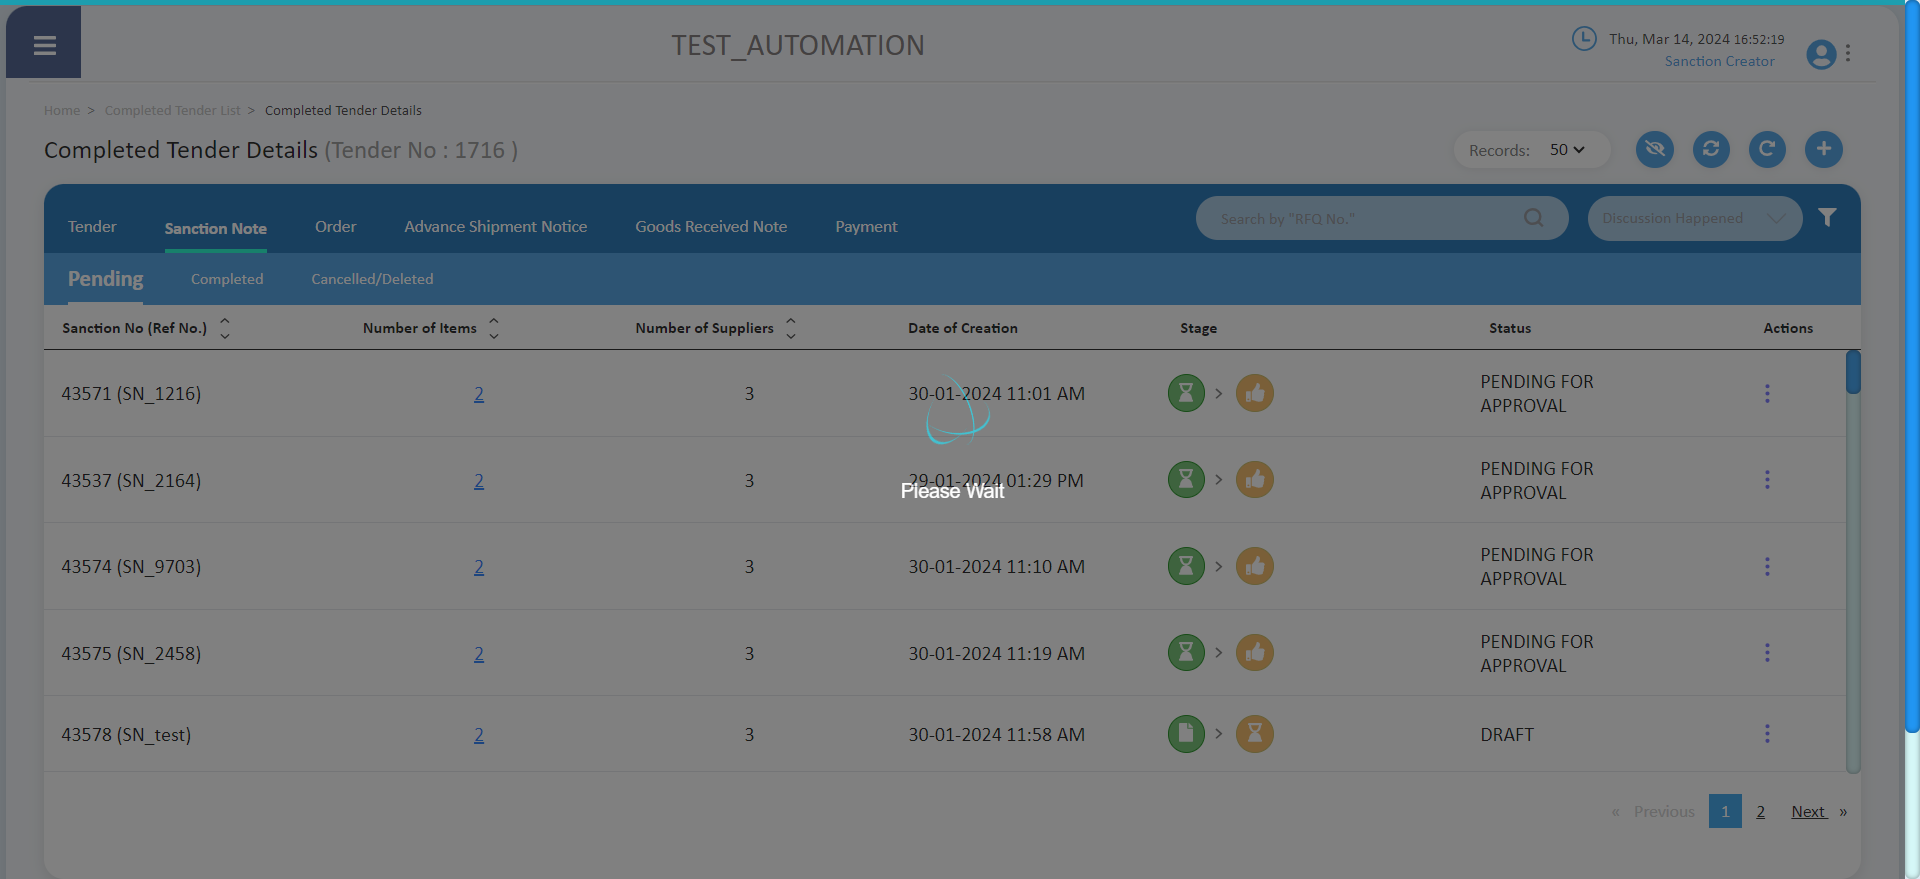 TEST_AUTOMATION
Thu, Mar 14, 2024 16:52:19
Sanction Creator
Home > Completed Tender List > Completed Tender Details
Completed Tender Details (Tender No : 1716 )
Records: 50
Tender Sanction Note Order Advance Shipment Notice Goods Received Note Payment
Search by "RFQ No."
Discussion Happened
Pending Completed Cancelled/Deleted
Sanction No (Ref No.) Number of Items Number of Suppliers Date of Creation Stage Status Actions
43571 (SN_1216) 2 3 30-01-2024 11:01 AM > PENDING FOR
APPROVAL
43537 (SN_2164) 2 3 29-01-2024 01:29 PM > PENDING FOR
APPROVAL
Please Wait
43574 (SN_9703) 2 3 30-01-2024 11:10 AM > PENDING FOR
APPROVAL
43575 (SN_2458) 2 3 30-01-2024 11:19 AM > PENDING FOR
APPROVAL
43578 (SN_test) 2 3 30-01-2024 11:58 AM > DRAFT
« Previous 1 2 Next »